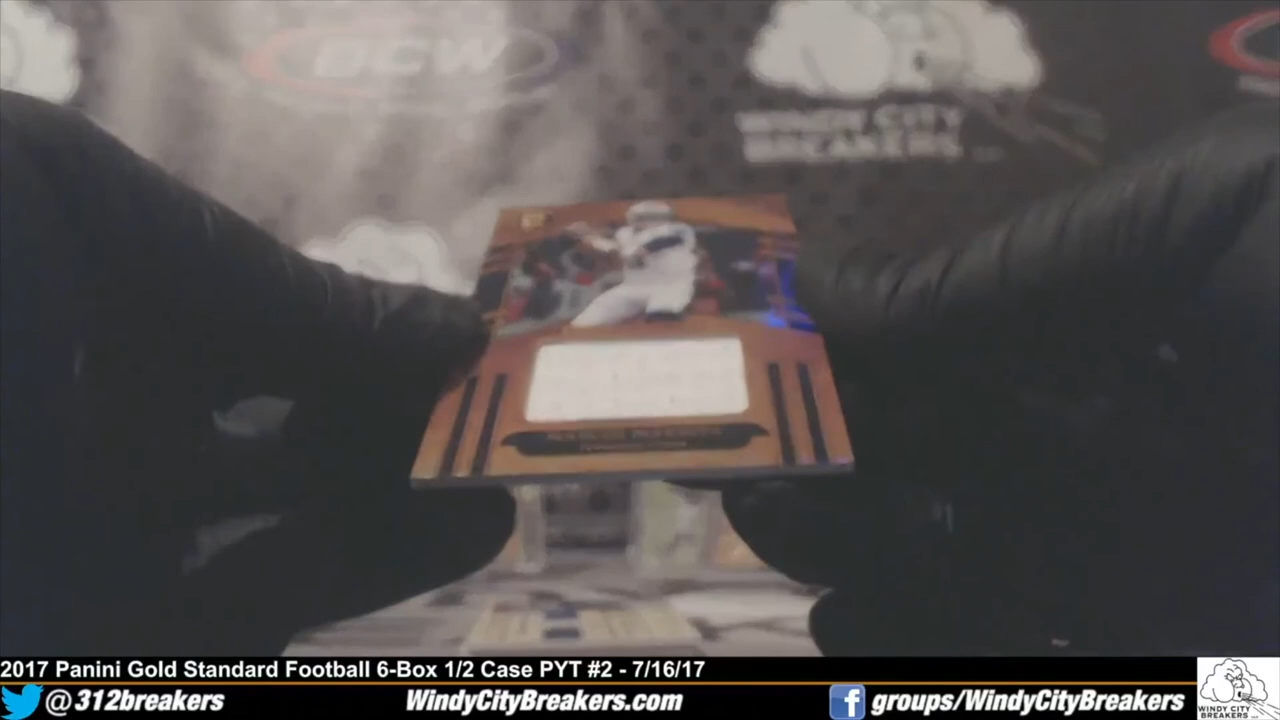 BCW
WINDY CITY
BREAKERS
2017 Panini Gold Standard Football 6-Box 1/2 Case PYT #2 - 7/16/17
@312breakers
WindyCityBreakers.com
groups/WindyCityBreakers
WINDY CITY
BREAKERS